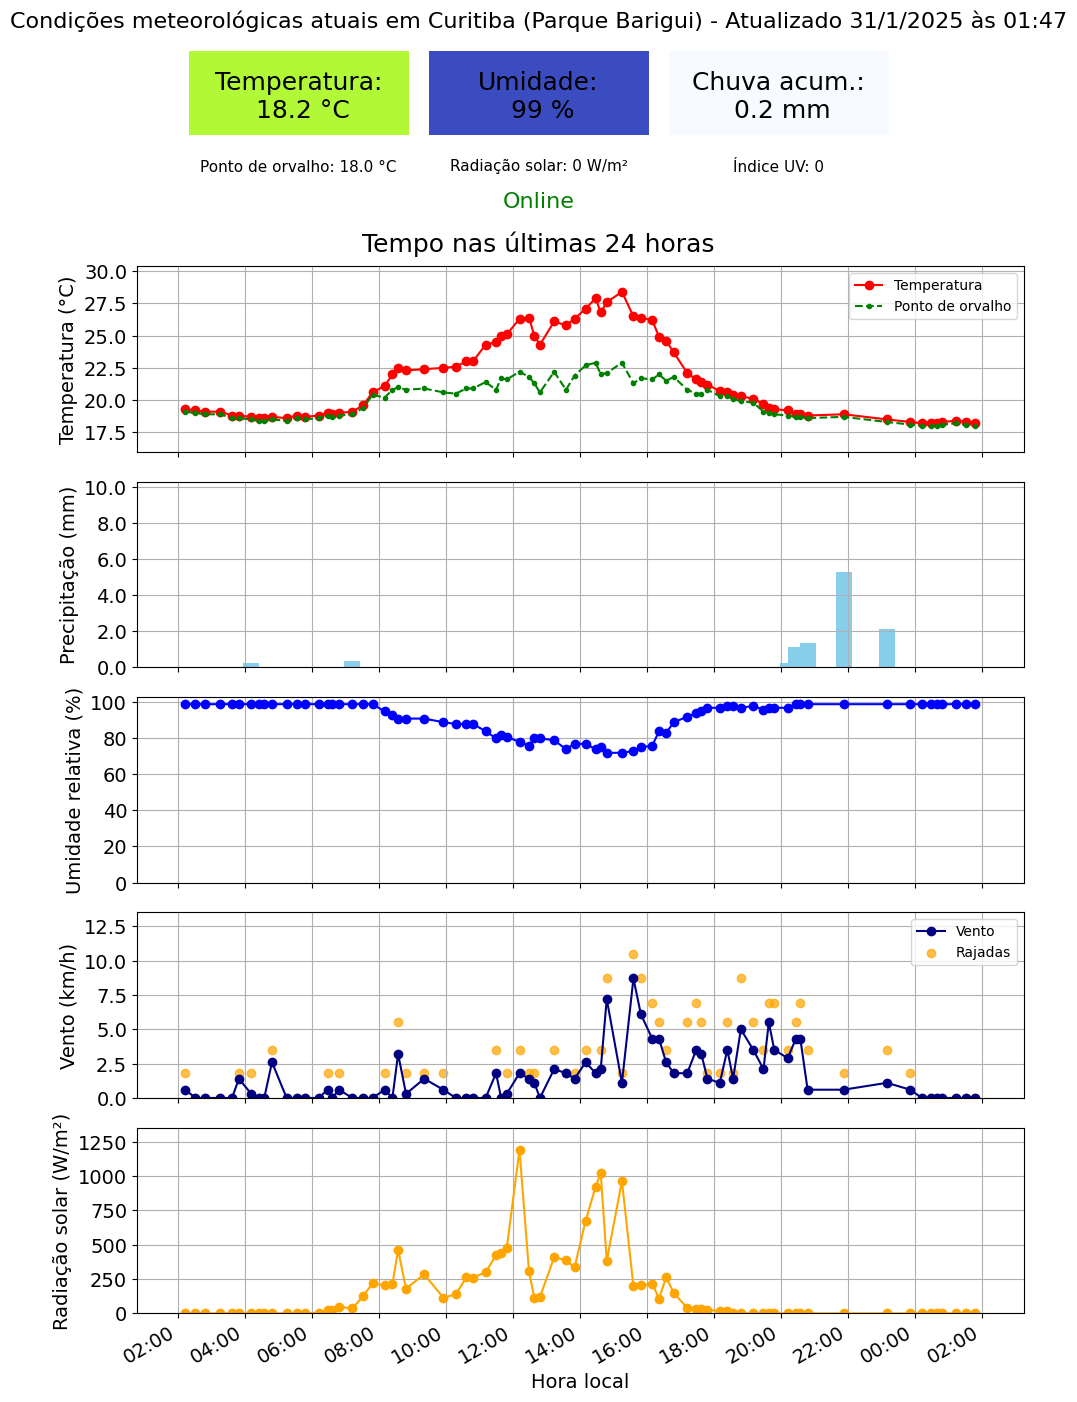 Condições meteorológicas atuais em Curitiba (Parque Barigui) - Atualizado 31/1/2025 às 01:47
Temperatura:
18.2 °C
Umidade:
99 %
Chuva acum.:
0.2 mm
Ponto de orvalho: 18.0 °C
Radiação solar: 0 W/m²
Índice UV: 0
Online
Tempo nas últimas 24 horas
Temperatura (°C)
30.0
27.5
25.0
22.5
20.0
17.5
Temperatura
Ponto de orvalho
Precipitação (mm)
10.0
8.0
6.0
4.0
2.0
0.0
Umidade relativa (%)
100
80
60
40
20
0
Vento (km/h)
12.5
10.0
7.5
5.0
2.5
0.0
Vento
Rajadas
Radiação solar (W/m²)
1250
1000
750
500
250
0
02:00
04:00
06:00
08:00
10:00
12:00
14:00
16:00
18:00
20:00
22:00
00:00
02:00
Hora local